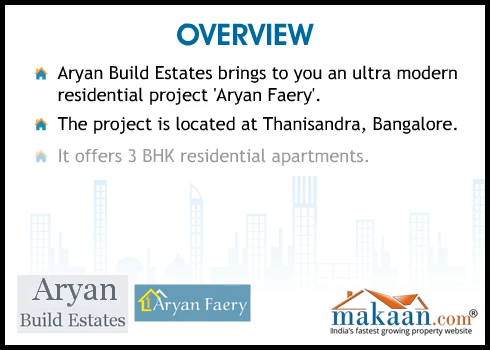 OVERVIEW
Aryan Build Estates brings to you an ultra modern
residential project 'Aryan Faery'.
The project is located at Thanisandra, Bangalore.
It offers 3 BHK residential apartments.
Aryan
Build Estates
Aryan Faery
makaan.com®
India's fastest growing property website